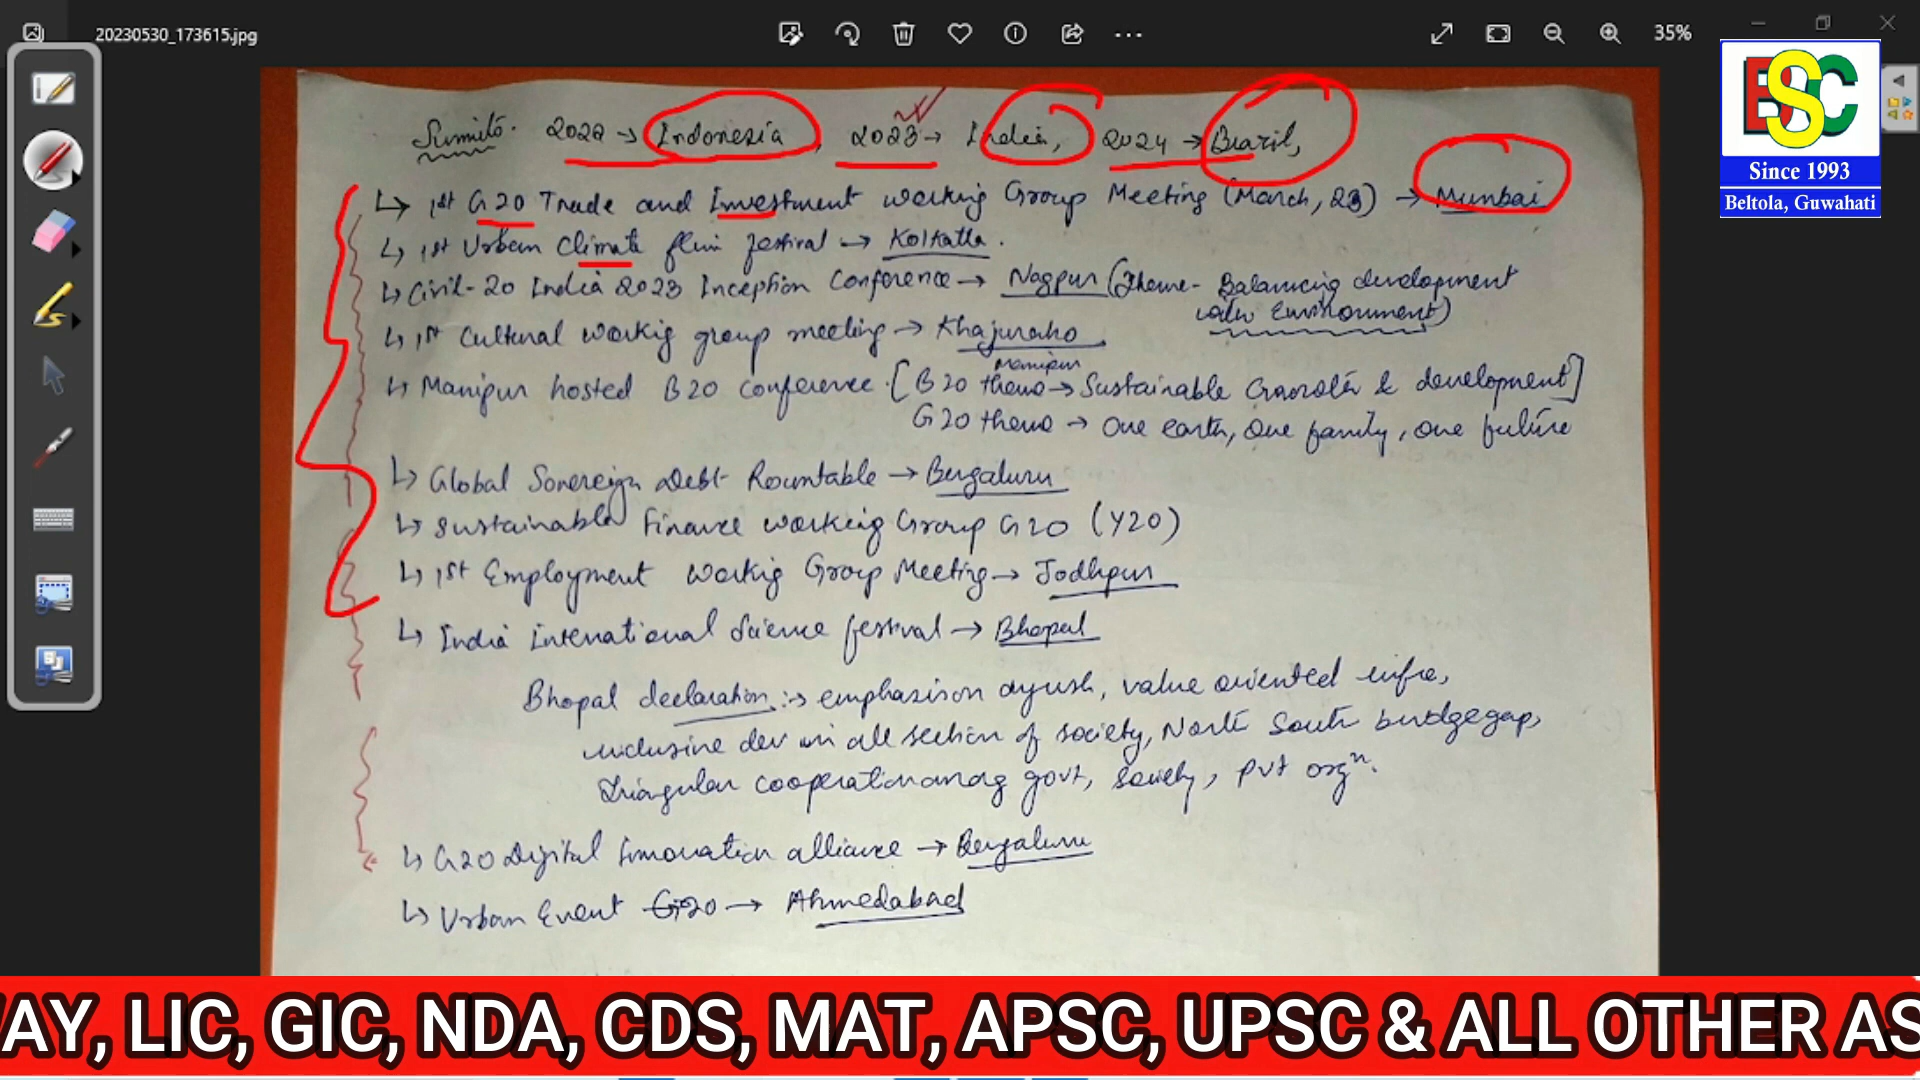 20230530_173615.jpg
35%
BSC
Since 1993
Beltola, Guwahati
Summits. 2022 → Indonesia, 2023 → India, 2024 → Brazil,
↳ 1st G20 Trade and Investment working Group Meeting (March, 23) → Mumbai
↳ 1st Urban Climate film festival → Kolkatta.
↳ Civil-20 India 2023 Inception Conference → Nagpur (Theme - Balancing development
with Environment)
↳ 1st Cultural working group meeting → Khajuraho
Manipur
↳ Manipur hosted B20 conference. [B20 theme → Sustainable Growth & development]
G20 theme → One earth, One family, One future
↳ Global Sovereign Debt Rountable → Bengaluru
↳ Sustainable Finance working Group G20 (Y20)
↳ 1st Employment Working Group Meeting → Jodhpur
↳ India International Science festival → Bhopal
Bhopal declaration :→ emphasis on ayush, value oriented infra,
inclusive dev in all section of society, North South bridge gap,
Triangular cooperation among govt, society, pvt orgⁿ.
↳ G20 Digital Innovation alliance → Bengaluru
↳ Urban Event G20 → Ahmedabad
WAY, LIC, GIC, NDA, CDS, MAT, APSC, UPSC & ALL OTHER AS